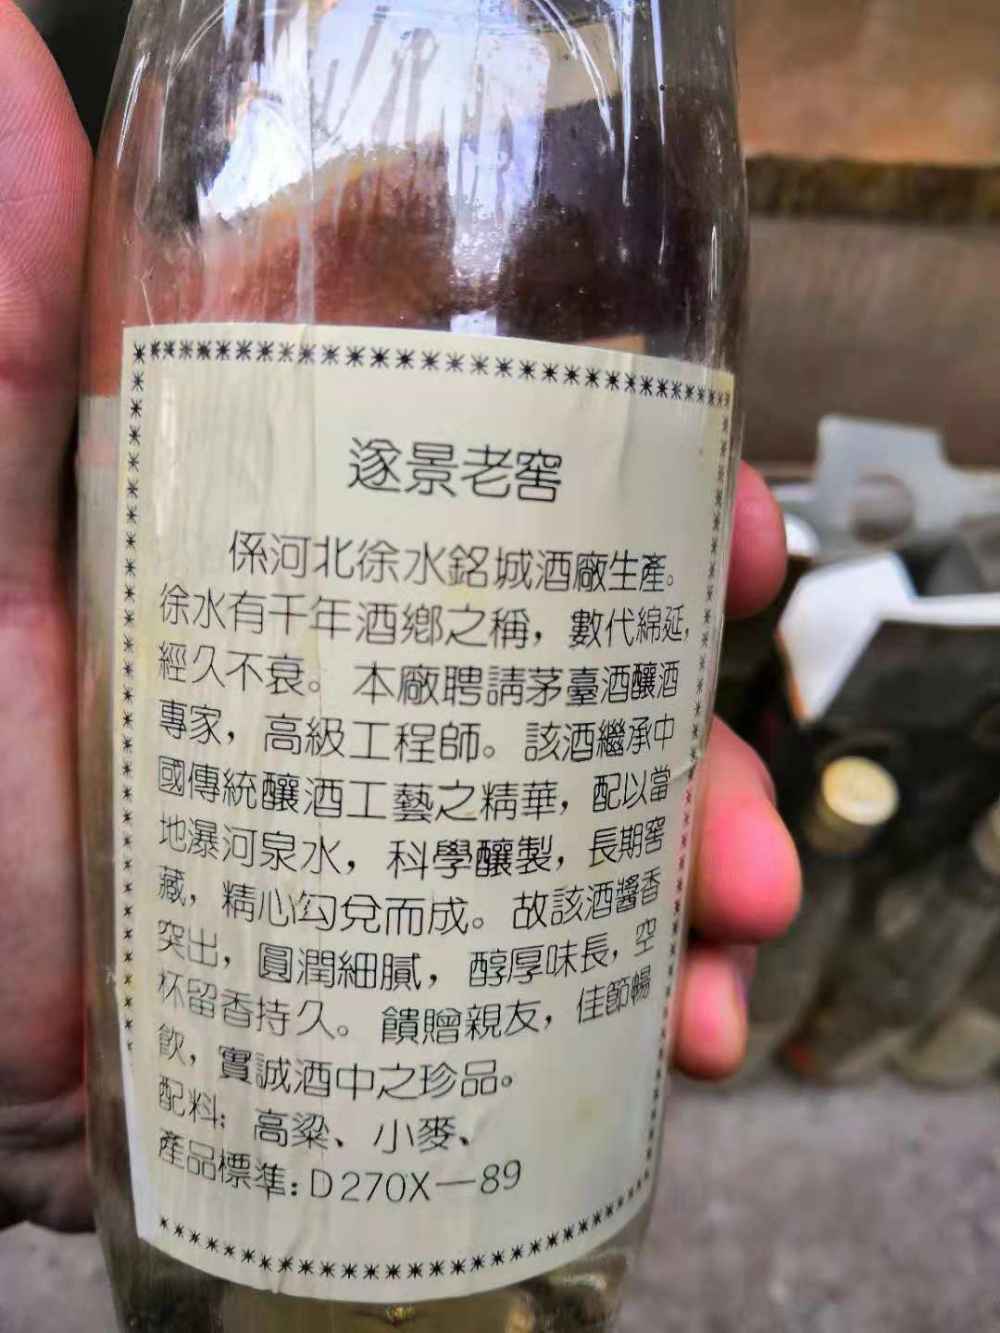 遂景老窖
係河北徐水銘城酒廠生產。
徐水有千年酒鄉之稱，數代綿延，
經久不衰。本廠聘請茅臺酒釀酒
專家，高級工程師。該酒繼承中
國傳統釀酒工藝之精華，配以當
地瀑河泉水，科學釀製，長期窖
藏，精心勾兌而成。故該酒醬香
突出，圓潤細膩，醇厚味長，空
杯留香持久。饋贈親友，佳節暢
飲，實誠酒中之珍品。
配料：高粱、小麥、
產品標準：D270X—89